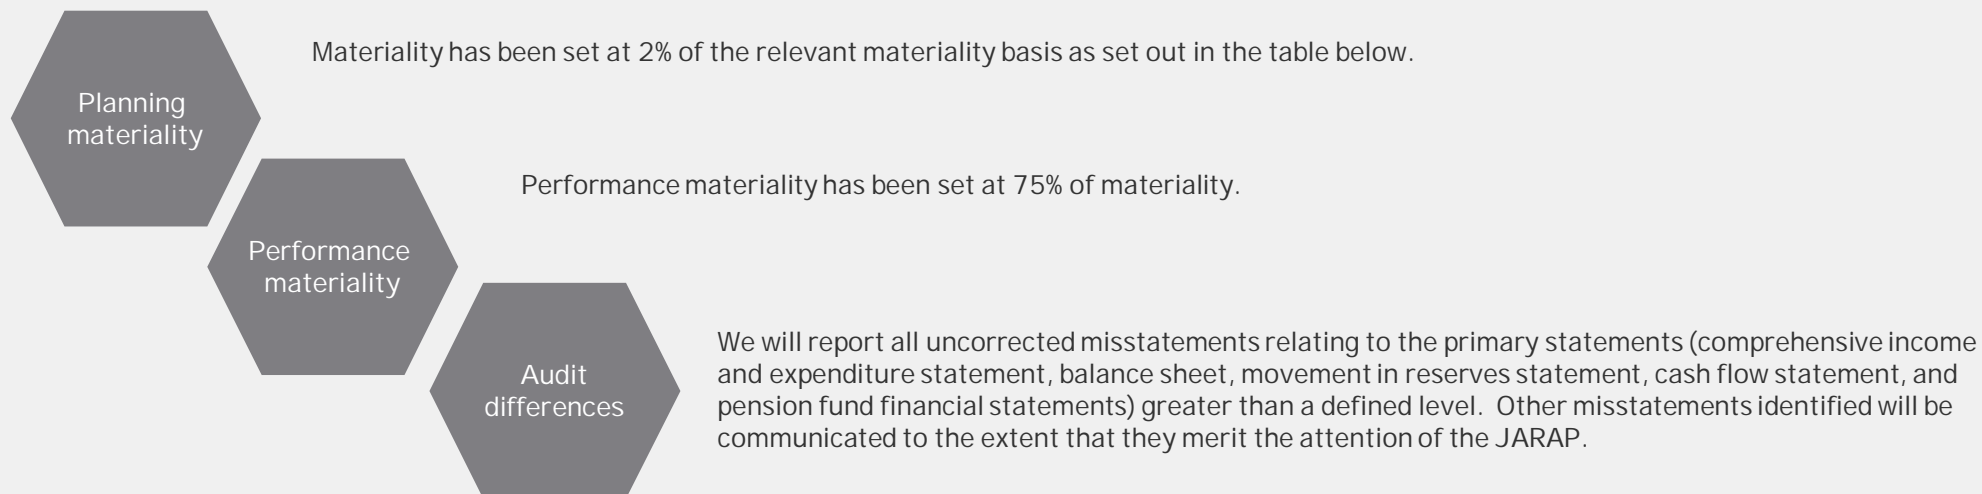 Planning
materiality
Materiality has been set at 2% of the relevant materiality basis as set out in the table below.
Performance
materiality
Performance materiality has been set at 75% of materiality.
Audit
differences
We will report all uncorrected misstatements relating to the primary statements (comprehensive income
and expenditure statement, balance sheet, movement in reserves statement, cash flow statement, and
pension fund financial statements) greater than a defined level. Other misstatements identified will be
communicated to the extent that they merit the attention of the JARAP.